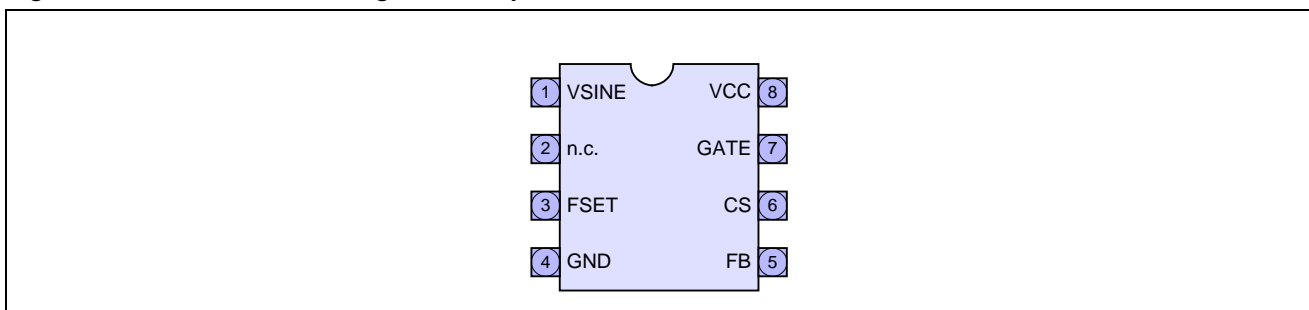 1 VSINE VCC 8
2 n.c. GATE 7
3 FSET CS 6
4 GND FB 5